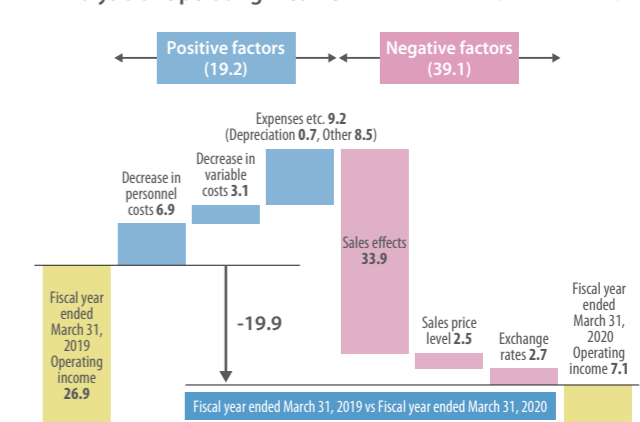 Positive factors
(19.2)
Negative factors
(39.1)
Expenses etc. 9.2
(Depreciation 0.7, Other 8.5)
Decrease in
variable
costs 3.1
Decrease in
personnel
costs 6.9
Sales effects
33.9
Fiscal year
ended
March 31,
2019
Operating
income
26.9
-19.9
Sales price
level 2.5
Exchange
rates 2.7
Fiscal year
ended
March 31,
2020
Operating
income 7.1
Fiscal year ended March 31, 2019 vs Fiscal year ended March 31, 2020